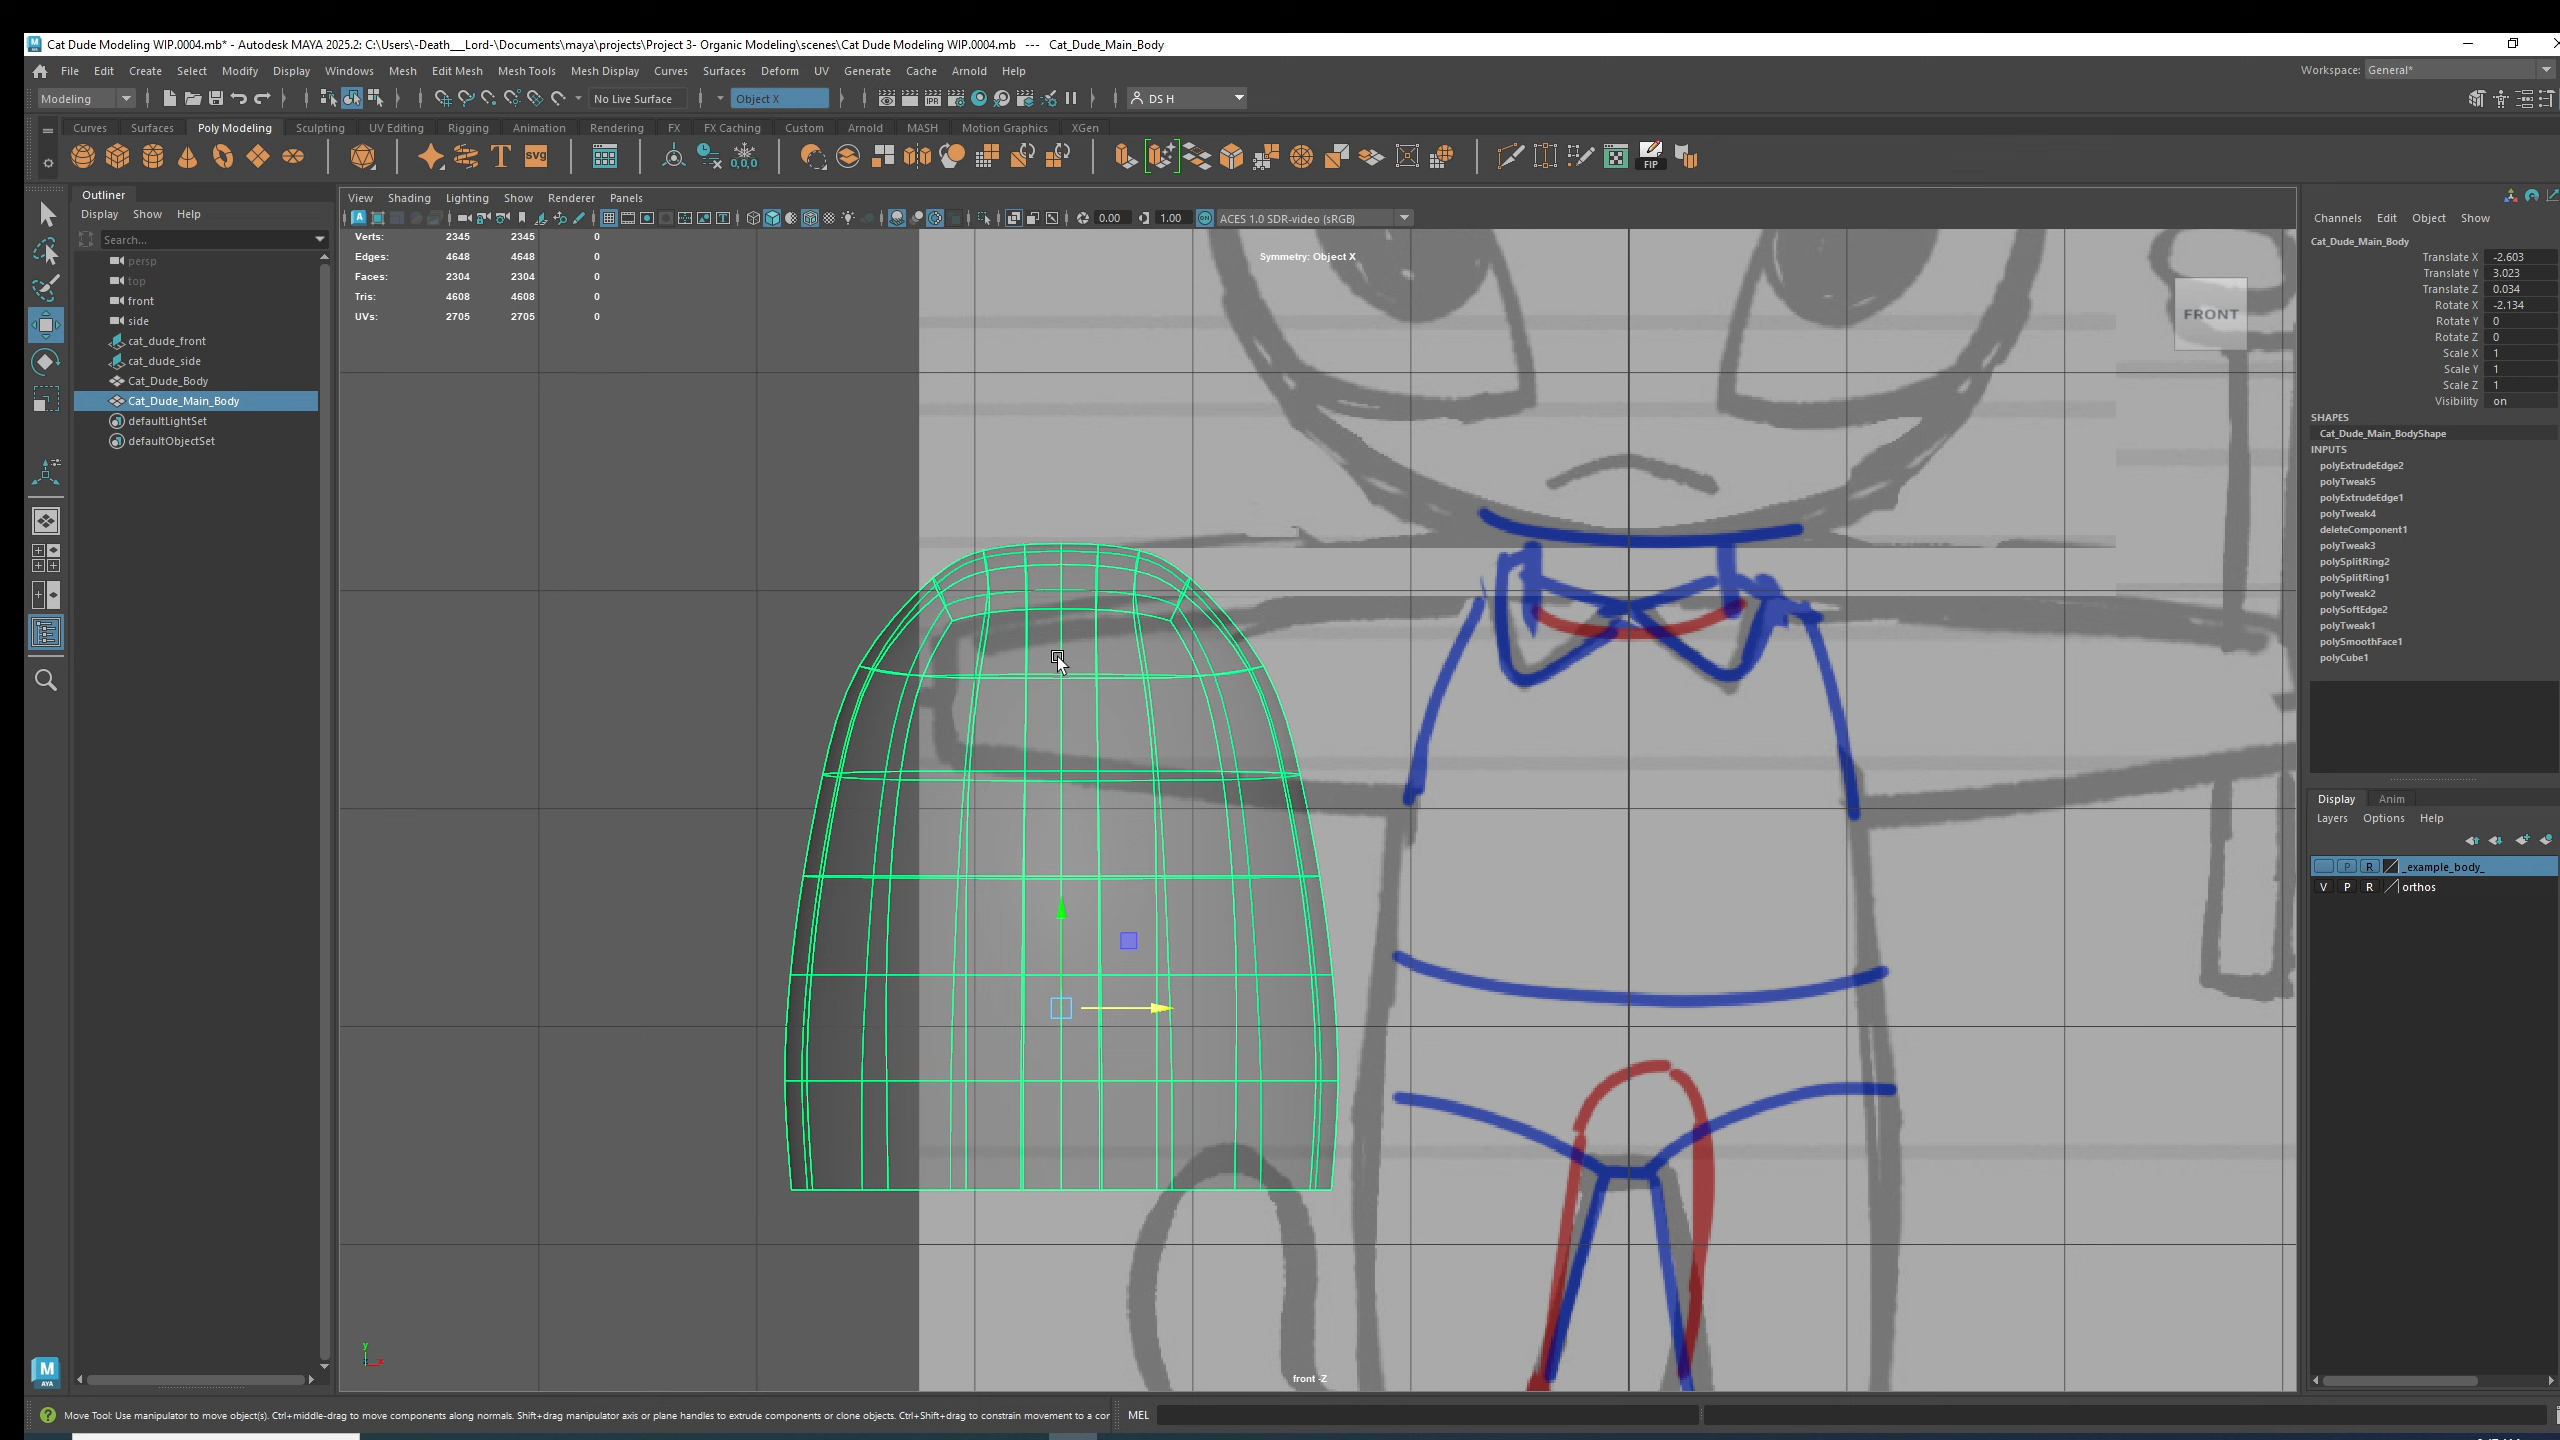 Cat Dude Modeling WIP.0004.mb* - Autodesk MAYA 2025.2: C:\Users\-Death___Lord-\Documents\maya\projects\Project 3- Organic Modeling\scenes\Cat Dude Modeling WIP.0004.mb --- Cat_Dude_Main_Body
File Edit Create Select Modify Display Windows Mesh Edit Mesh Mesh Tools Mesh Display Curves Surfaces Deform UV Generate Cache Arnold Help
Workspace: General*
Modeling
No Live Surface
Object X
IPR
DS H
Curves Surfaces Poly Modeling Sculpting UV Editing Rigging Animation Rendering FX FX Caching Custom Arnold MASH Motion Graphics XGen
T
svg
0,0,0
FIP
Outliner
Display Show Help
Search...
persp
top
front
side
cat_dude_front
cat_dude_side
Cat_Dude_Body
Cat_Dude_Main_Body
defaultLightSet
defaultObjectSet
View Shading Lighting Show Renderer Panels
0.00
1.00
ON
ACES 1.0 SDR-video (sRGB)
Verts: 2345 2345 0
Edges: 4648 4648 0
Faces: 2304 2304 0
Tris: 4608 4608 0
UVs: 2705 2705 0
Symmetry: Object X
FRONT
front -Z
y
x
Channels Edit Object Show
Cat_Dude_Main_Body
Translate X -2.603
Translate Y 3.023
Translate Z 0.034
Rotate X -2.134
Rotate Y 0
Rotate Z 0
Scale X 1
Scale Y 1
Scale Z 1
Visibility on
SHAPES
Cat_Dude_Main_BodyShape
INPUTS
polyExtrudeEdge2
polyTweak5
polyExtrudeEdge1
polyTweak4
deleteComponent1
polyTweak3
polySplitRing2
polySplitRing1
polyTweak2
polySoftEdge2
polyTweak1
polySmoothFace1
polyCube1
Display Anim
Layers Options Help
P R _example_body_
V P R orthos
M
AYA
Move Tool: Use manipulator to move object(s). Ctrl+middle-drag to move components along normals. Shift+drag manipulator axis or plane handles to extrude components or clone objects. Ctrl+Shift+drag to constrain movement to a cor
MEL